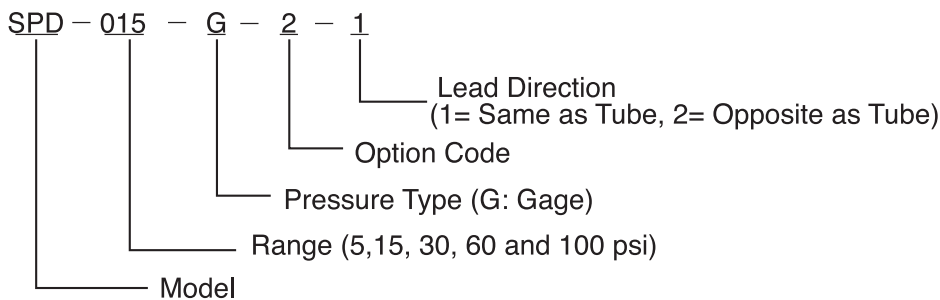 SPD - 015 - G - 2 - 1
Lead Direction
(1= Same as Tube, 2= Opposite as Tube)
Option Code
Pressure Type (G: Gage)
Range (5,15, 30, 60 and 100 psi)
Model